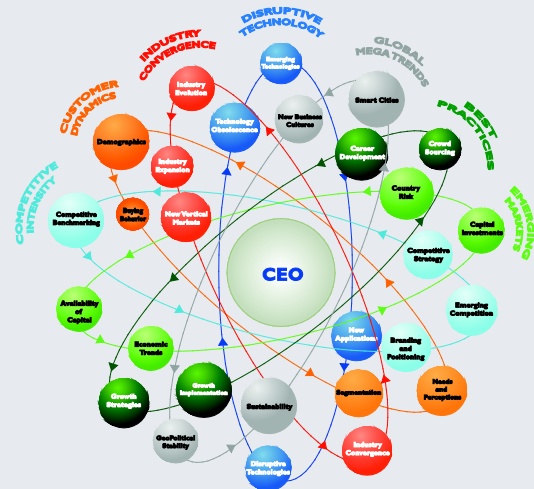 DISRUPTIVE
TECHNOLOGY
INDUSTRY
CONVERGENCE
GLOBAL
MEGA TRENDS
CUSTOMER
DYNAMICS
BEST
PRACTICES
COMPETITIVE
INTENSITY
EMERGING
MARKETS
Emerging
Technologies
Industry
Evolution
Smart Cities
New Business
Cultures
Technology
Obsolescence
Demographics
Career
Development
Crowd
Sourcing
Industry
Expansion
Country
Risk
Competitive
Benchmarking
Buying
Behavior
New Vertical
Markets
Capital
Investments
Competitive
Strategy
CEO
Availability
of
Capital
Emerging
Competition
Economic
Trends
New
Applications
Branding
and
Positioning
Growth
Strategies
Growth
Implementation
Sustainability
Segmentation
Needs
and
Perceptions
GeoPolitical
Stability
Industry
Convergence
Disruptive
Technologies